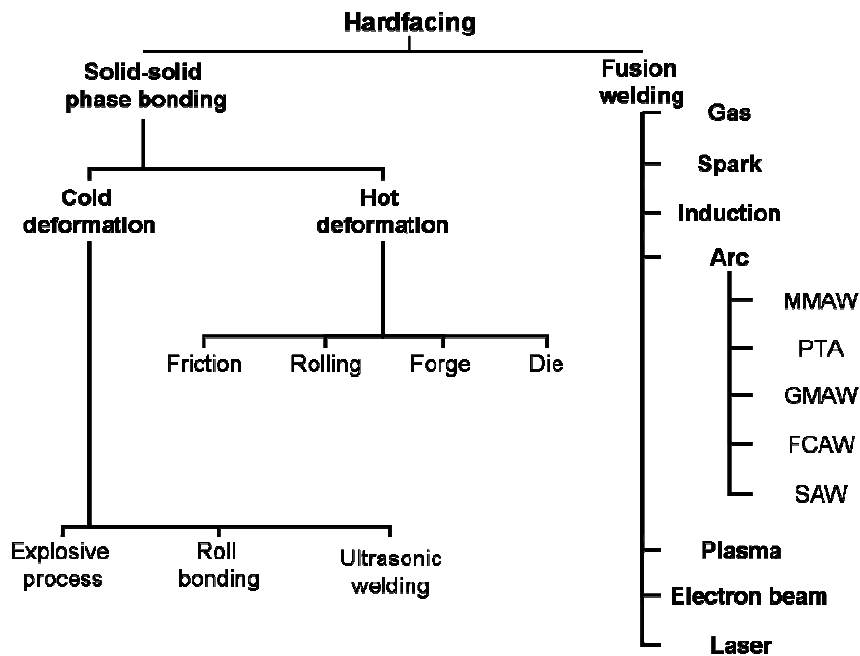 Hardfacing
Solid-solid
phase bonding
Fusion
welding
Gas
Spark
Induction
Arc
MMAW
PTA
GMAW
FCAW
SAW
Plasma
Electron beam
Laser
Cold
deformation
Hot
deformation
Friction
Rolling
Forge
Die
Explosive
process
Roll
bonding
Ultrasonic
welding